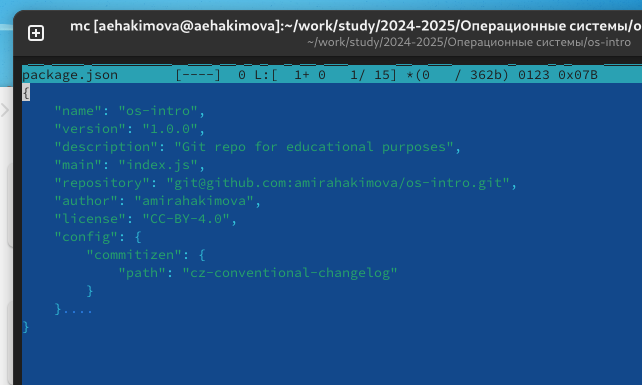 mc [aehakimova@aehakimova]:~/work/study/2024-2025/Операционные системы/o
~/work/study/2024-2025/Операционные системы/os-intro
package.json       [----]  0 L:[  1+ 0   1/ 15] *(0   / 362b) 0123 0x07B
{
    "name": "os-intro",
    "version": "1.0.0",
    "description": "Git repo for educational purposes",
    "main": "index.js",
    "repository": "git@github.com:amirahakimova/os-intro.git",
    "author": "amirahakimova",
    "license": "CC-BY-4.0",
    "config": {
        "commitizen": {
            "path": "cz-conventional-changelog"
        }
    }....
}